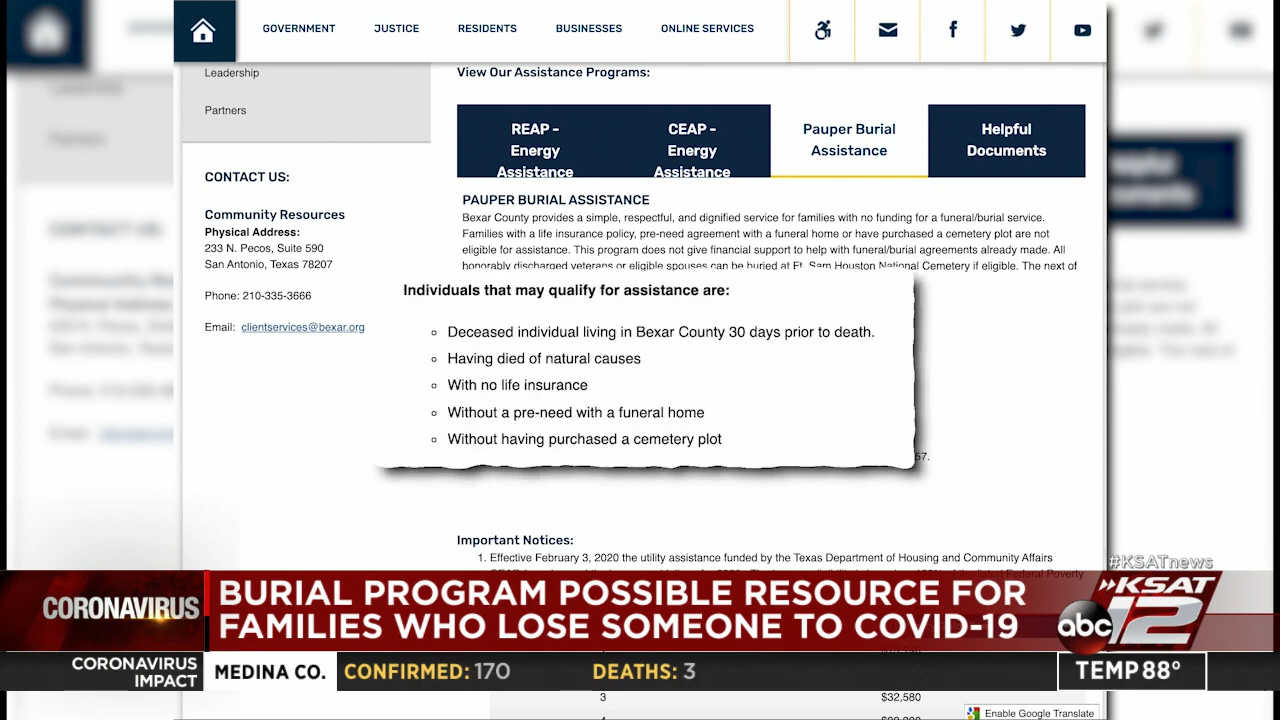 GOVERNMENT
JUSTICE
RESIDENTS
BUSINESSES
ONLINE SERVICES
Leadership
Partners
CONTACT US:
Community Resources
Physical Address:
233 N. Pecos, Suite 590
San Antonio, Texas 78207
Phone: 210-335-3666
Email: clientservices@bexar.org
View Our Assistance Programs:
REAP -
Energy
Assistance
CEAP -
Energy
Assistance
Pauper Burial
Assistance
Helpful
Documents
PAUPER BURIAL ASSISTANCE
Bexar County provides a simple, respectful, and dignified service for families with no funding for a funeral/burial service.
Families with a life insurance policy, pre-need agreement with a funeral home or have purchased a cemetery plot are not
eligible for assistance. This program does not give financial support to help with funeral/burial agreements already made. All
honorably discharged veterans or eligible spouses can be buried at Ft. Sam Houston National Cemetery if eligible. The next of
Individuals that may qualify for assistance are:
Deceased individual living in Bexar County 30 days prior to death.
Having died of natural causes
With no life insurance
Without a pre-need with a funeral home
Without having purchased a cemetery plot
57.
Important Notices:
1. Effective February 3, 2020 the utility assistance funded by the Texas Department of Housing and Community Affairs
Federal Poverty
#KSATnews
CORONAVIRUS
BURIAL PROGRAM POSSIBLE RESOURCE FOR
FAMILIES WHO LOSE SOMEONE TO COVID-19
abc
KSAT
12
CORONAVIRUS
IMPACT
MEDINA CO.
CONFIRMED: 170
DEATHS: 3
TEMP 88°
3
$32,580
Enable Google Translate